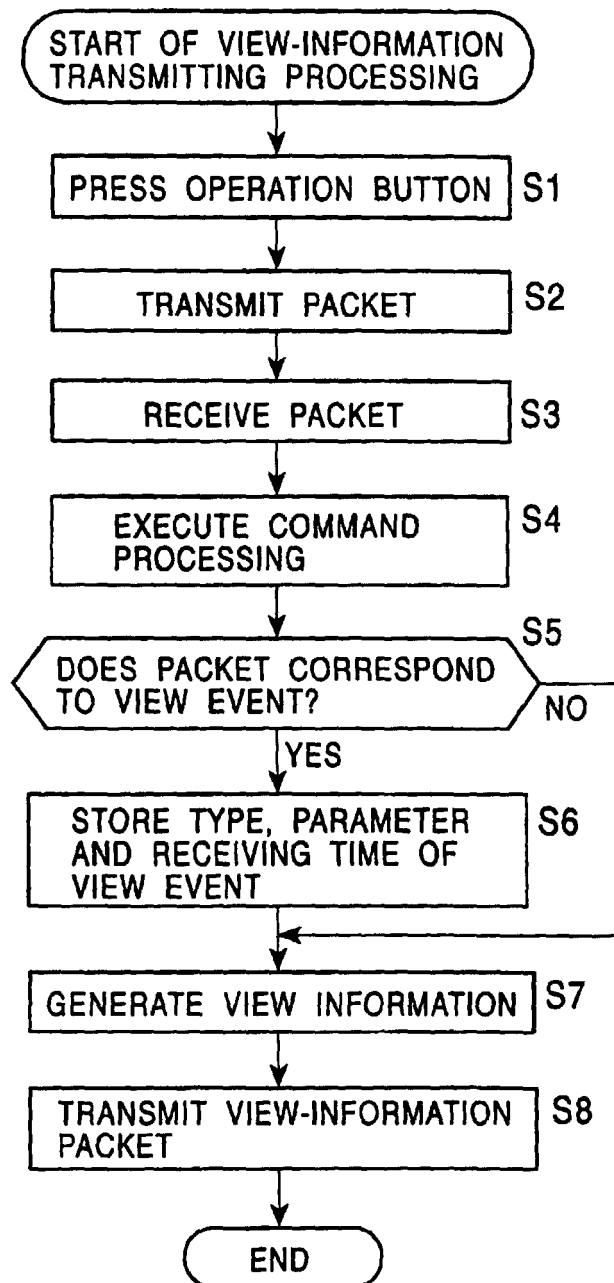 START OF VIEW-INFORMATION
TRANSMITTING PROCESSING
PRESS OPERATION BUTTON
S1
TRANSMIT PACKET
S2
RECEIVE PACKET
S3
EXECUTE COMMAND
PROCESSING
S4
S5
DOES PACKET CORRESPOND
TO VIEW EVENT?
NO
YES
STORE TYPE, PARAMETER
AND RECEIVING TIME OF
VIEW EVENT
S6
GENERATE VIEW INFORMATION
S7
TRANSMIT VIEW-INFORMATION
PACKET
S8
END